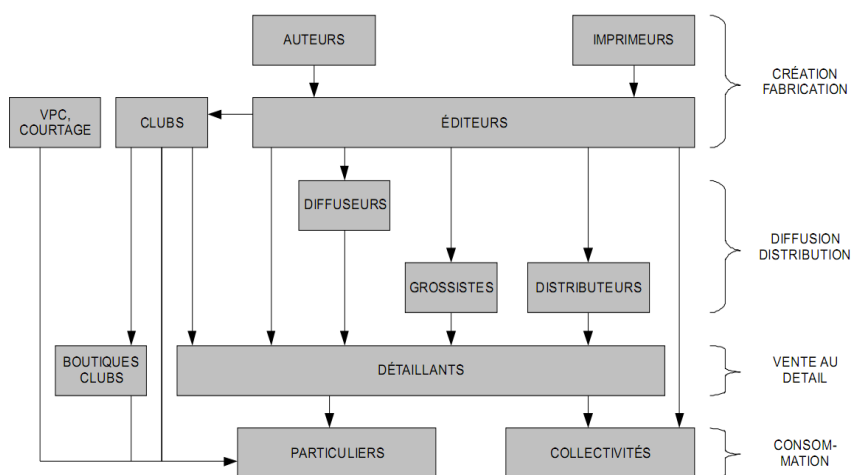 AUTEURS
IMPRIMEURS
CRÉATION
FABRICATION
VPC,
COURTAGE
CLUBS
ÉDITEURS
DIFFUSEURS
DIFFUSION
DISTRIBUTION
GROSSISTES
DISTRIBUTEURS
BOUTIQUES
CLUBS
DÉTAILLANTS
VENTE AU
DETAIL
PARTICULIERS
COLLECTIVITÉS
CONSOM-
MATION